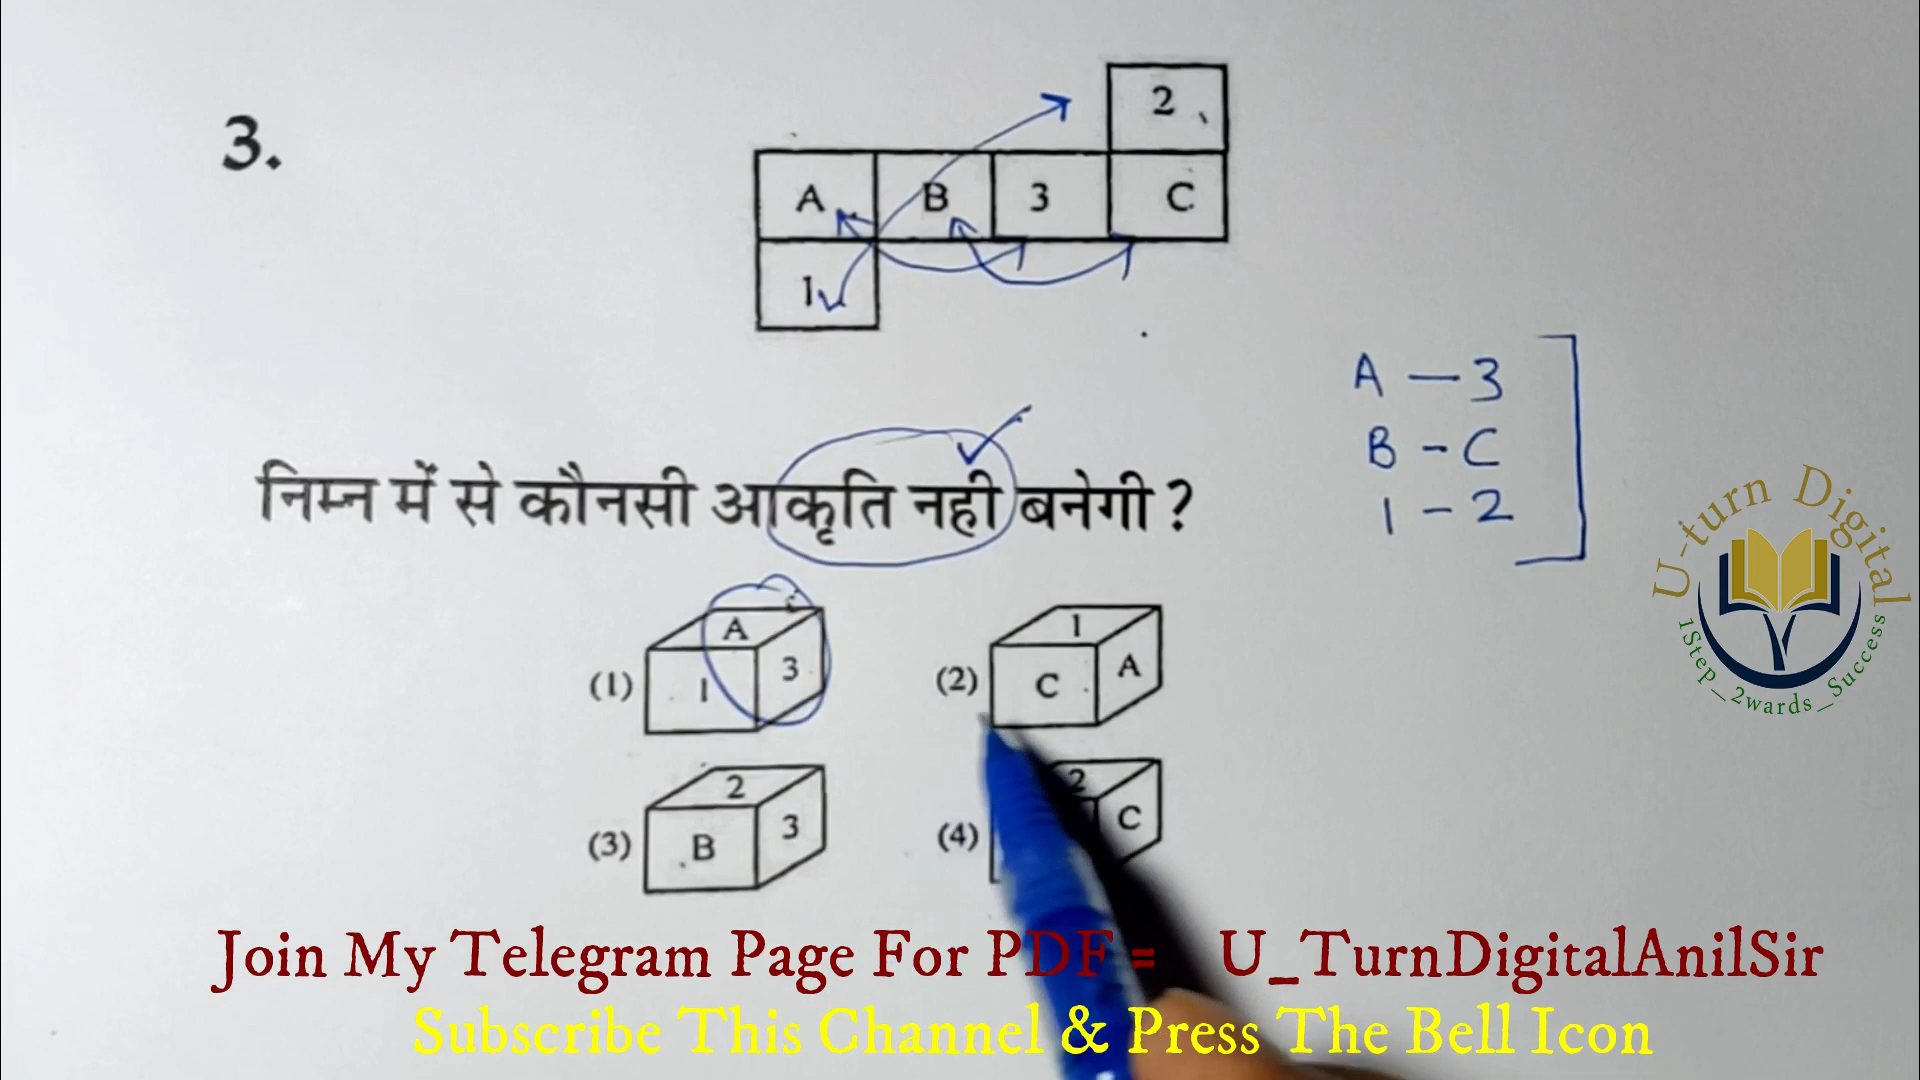 3.
2
A B 3 C
1
A - 3
B - C
1 - 2
निम्न में से कौनसी आकृति नही बनेगी ?
(1) A 1 3
(2) 1 C A
(3) 2 B 3
(4) 2 C
U-turn Digital
1Step_2wards_Success
Join My Telegram Page For PDF = U_TurnDigitalAnilSir
Subscribe This Channel & Press The Bell Icon